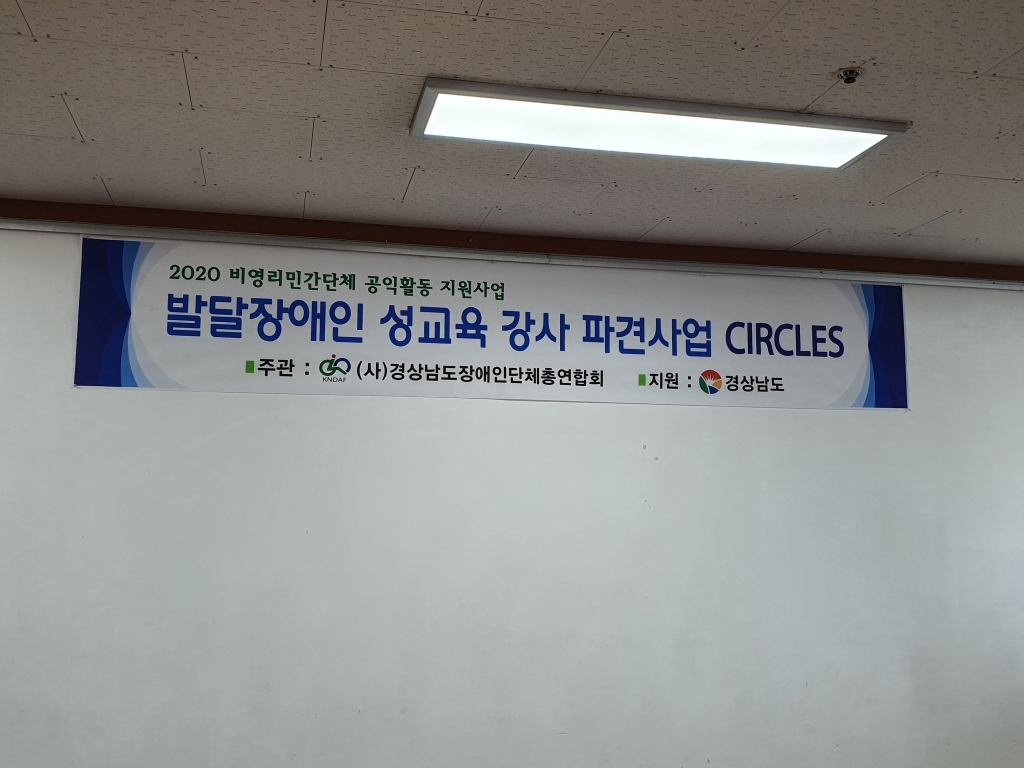 2020 비영리민간단체 공익활동 지원사업
발달장애인 성교육 강사 파견사업 CIRCLES
주관 : KNDAF (사)경상남도장애인단체총연합회 지원 : 경상남도